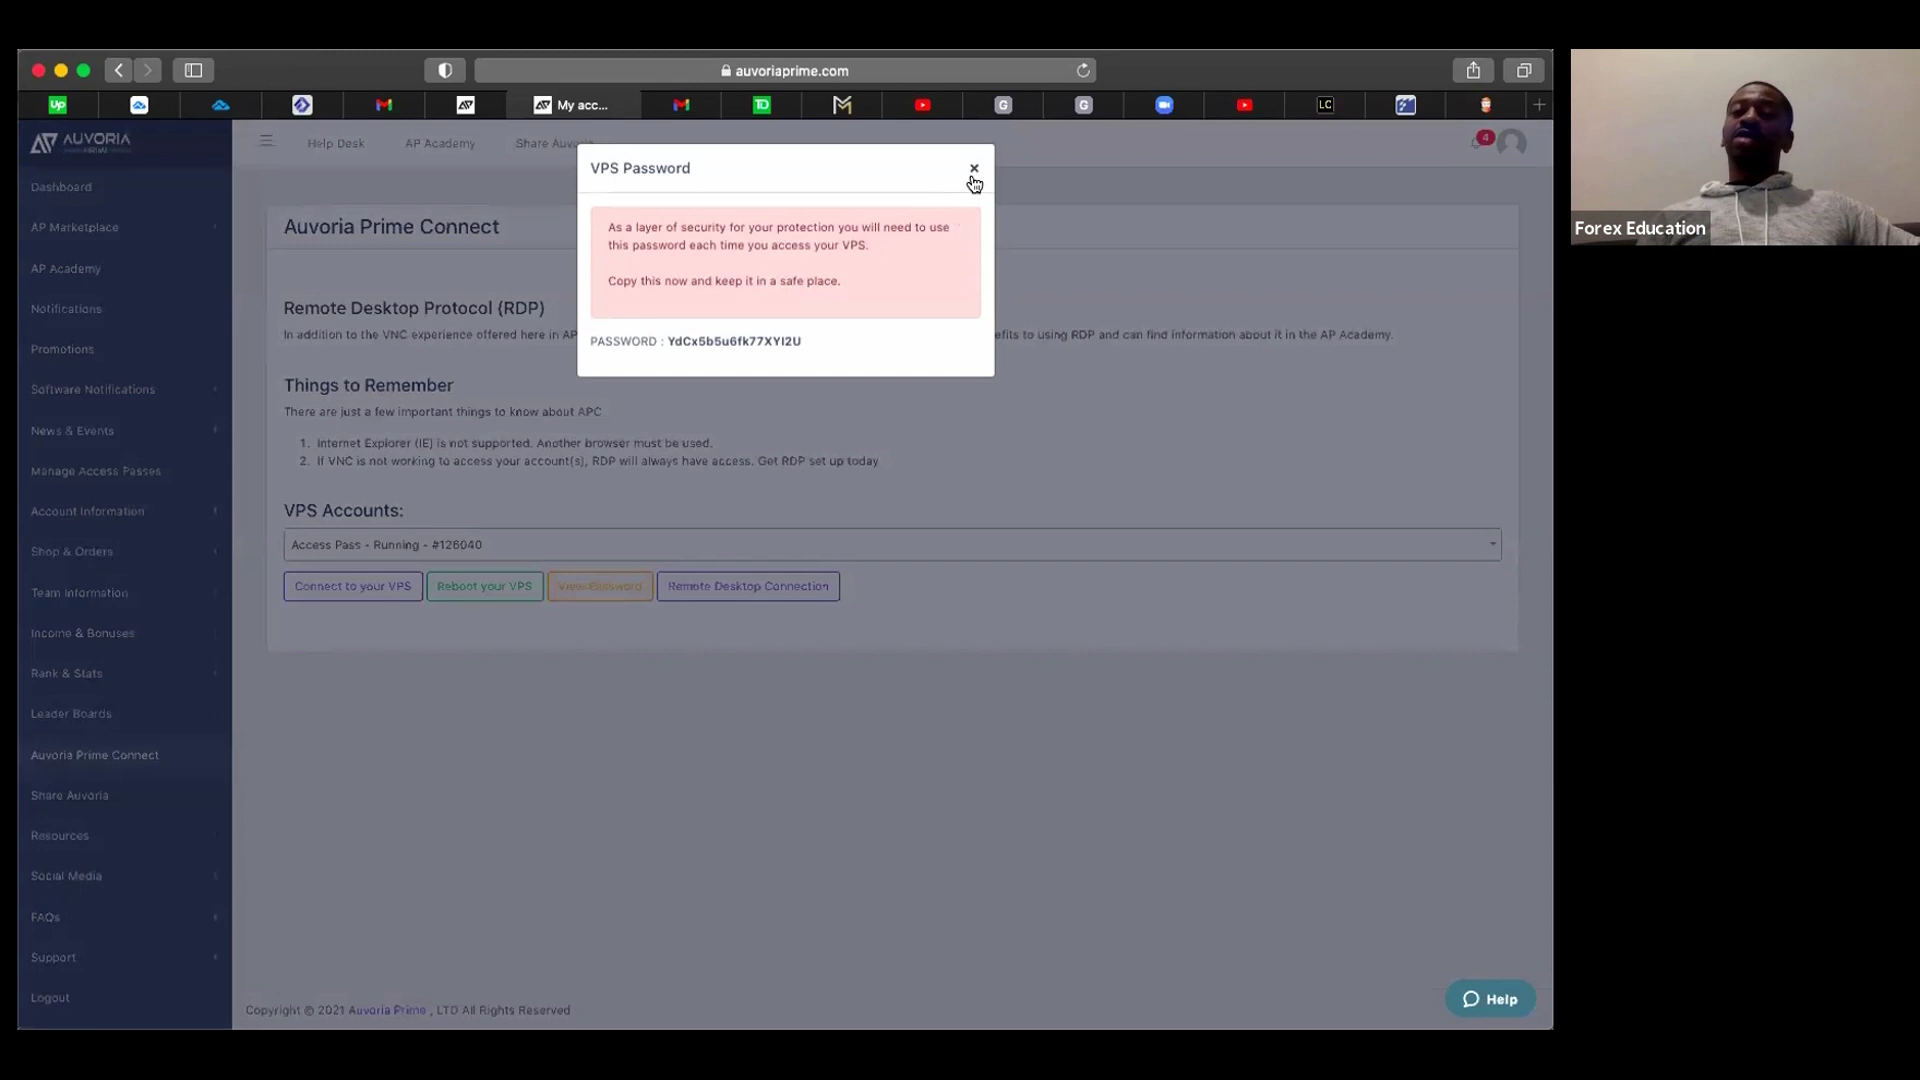 auvoriaprime.com
Up
My acc...
TD
G
G
LC
AUVORIA
Help Desk
AP Academy
4
VPS Password
As a layer of security for your protection you will need to use
this password each time you access your VPS.
Copy this now and keep it in a safe place.
PASSWORD : YdCx5b5u6fk77XYI2U
Dashboard
AP Marketplace
AP Academy
Notifications
Promotions
Software Notifications
News & Events
Manage Access Passes
Account Information
Shop & Orders
Team Information
Income & Bonuses
Rank & Stats
Leader Boards
Auvoria Prime Connect
Share Auvoria
Resources
Social Media
FAQs
Support
Logout
Auvoria Prime Connect
Remote Desktop Protocol (RDP)
In addition to the VNC experience offered here in AP
efits to using RDP and can find information about it in the AP Academy.
Things to Remember
There are just a few important things to know about APC
1. Internet Explorer (IE) is not supported. Another browser must be used.
2. If VNC is not working to access your account(s), RDP will always have access. Get RDP set up today
VPS Accounts:
Access Pass - Running - #126040
Connect to your VPS
Reboot your VPS
View Password
Remote Desktop Connection
Copyright © 2021 Auvoria Prime , LTD All Rights Reserved
Help
Forex Education